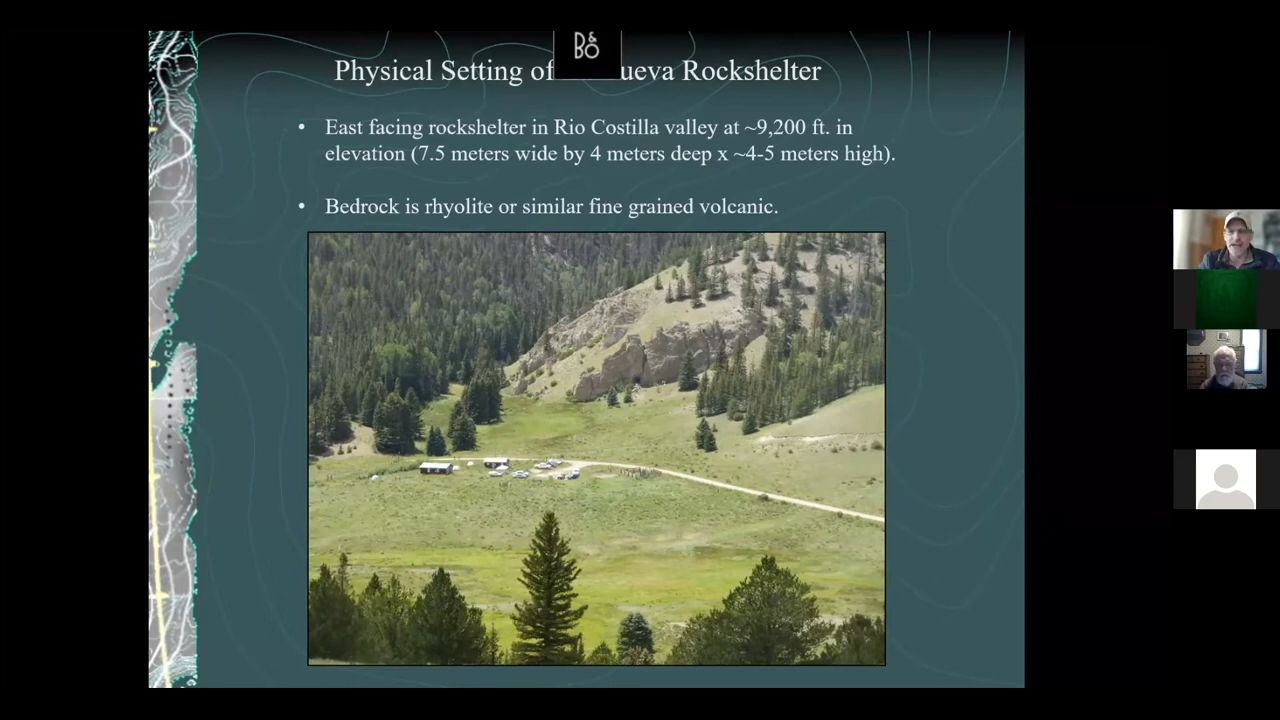 B&
BO
Physical Setting of ueva Rockshelter
• East facing rockshelter in Rio Costilla valley at ~9,200 ft. in
elevation (7.5 meters wide by 4 meters deep x ~4-5 meters high).
• Bedrock is rhyolite or similar fine grained volcanic.